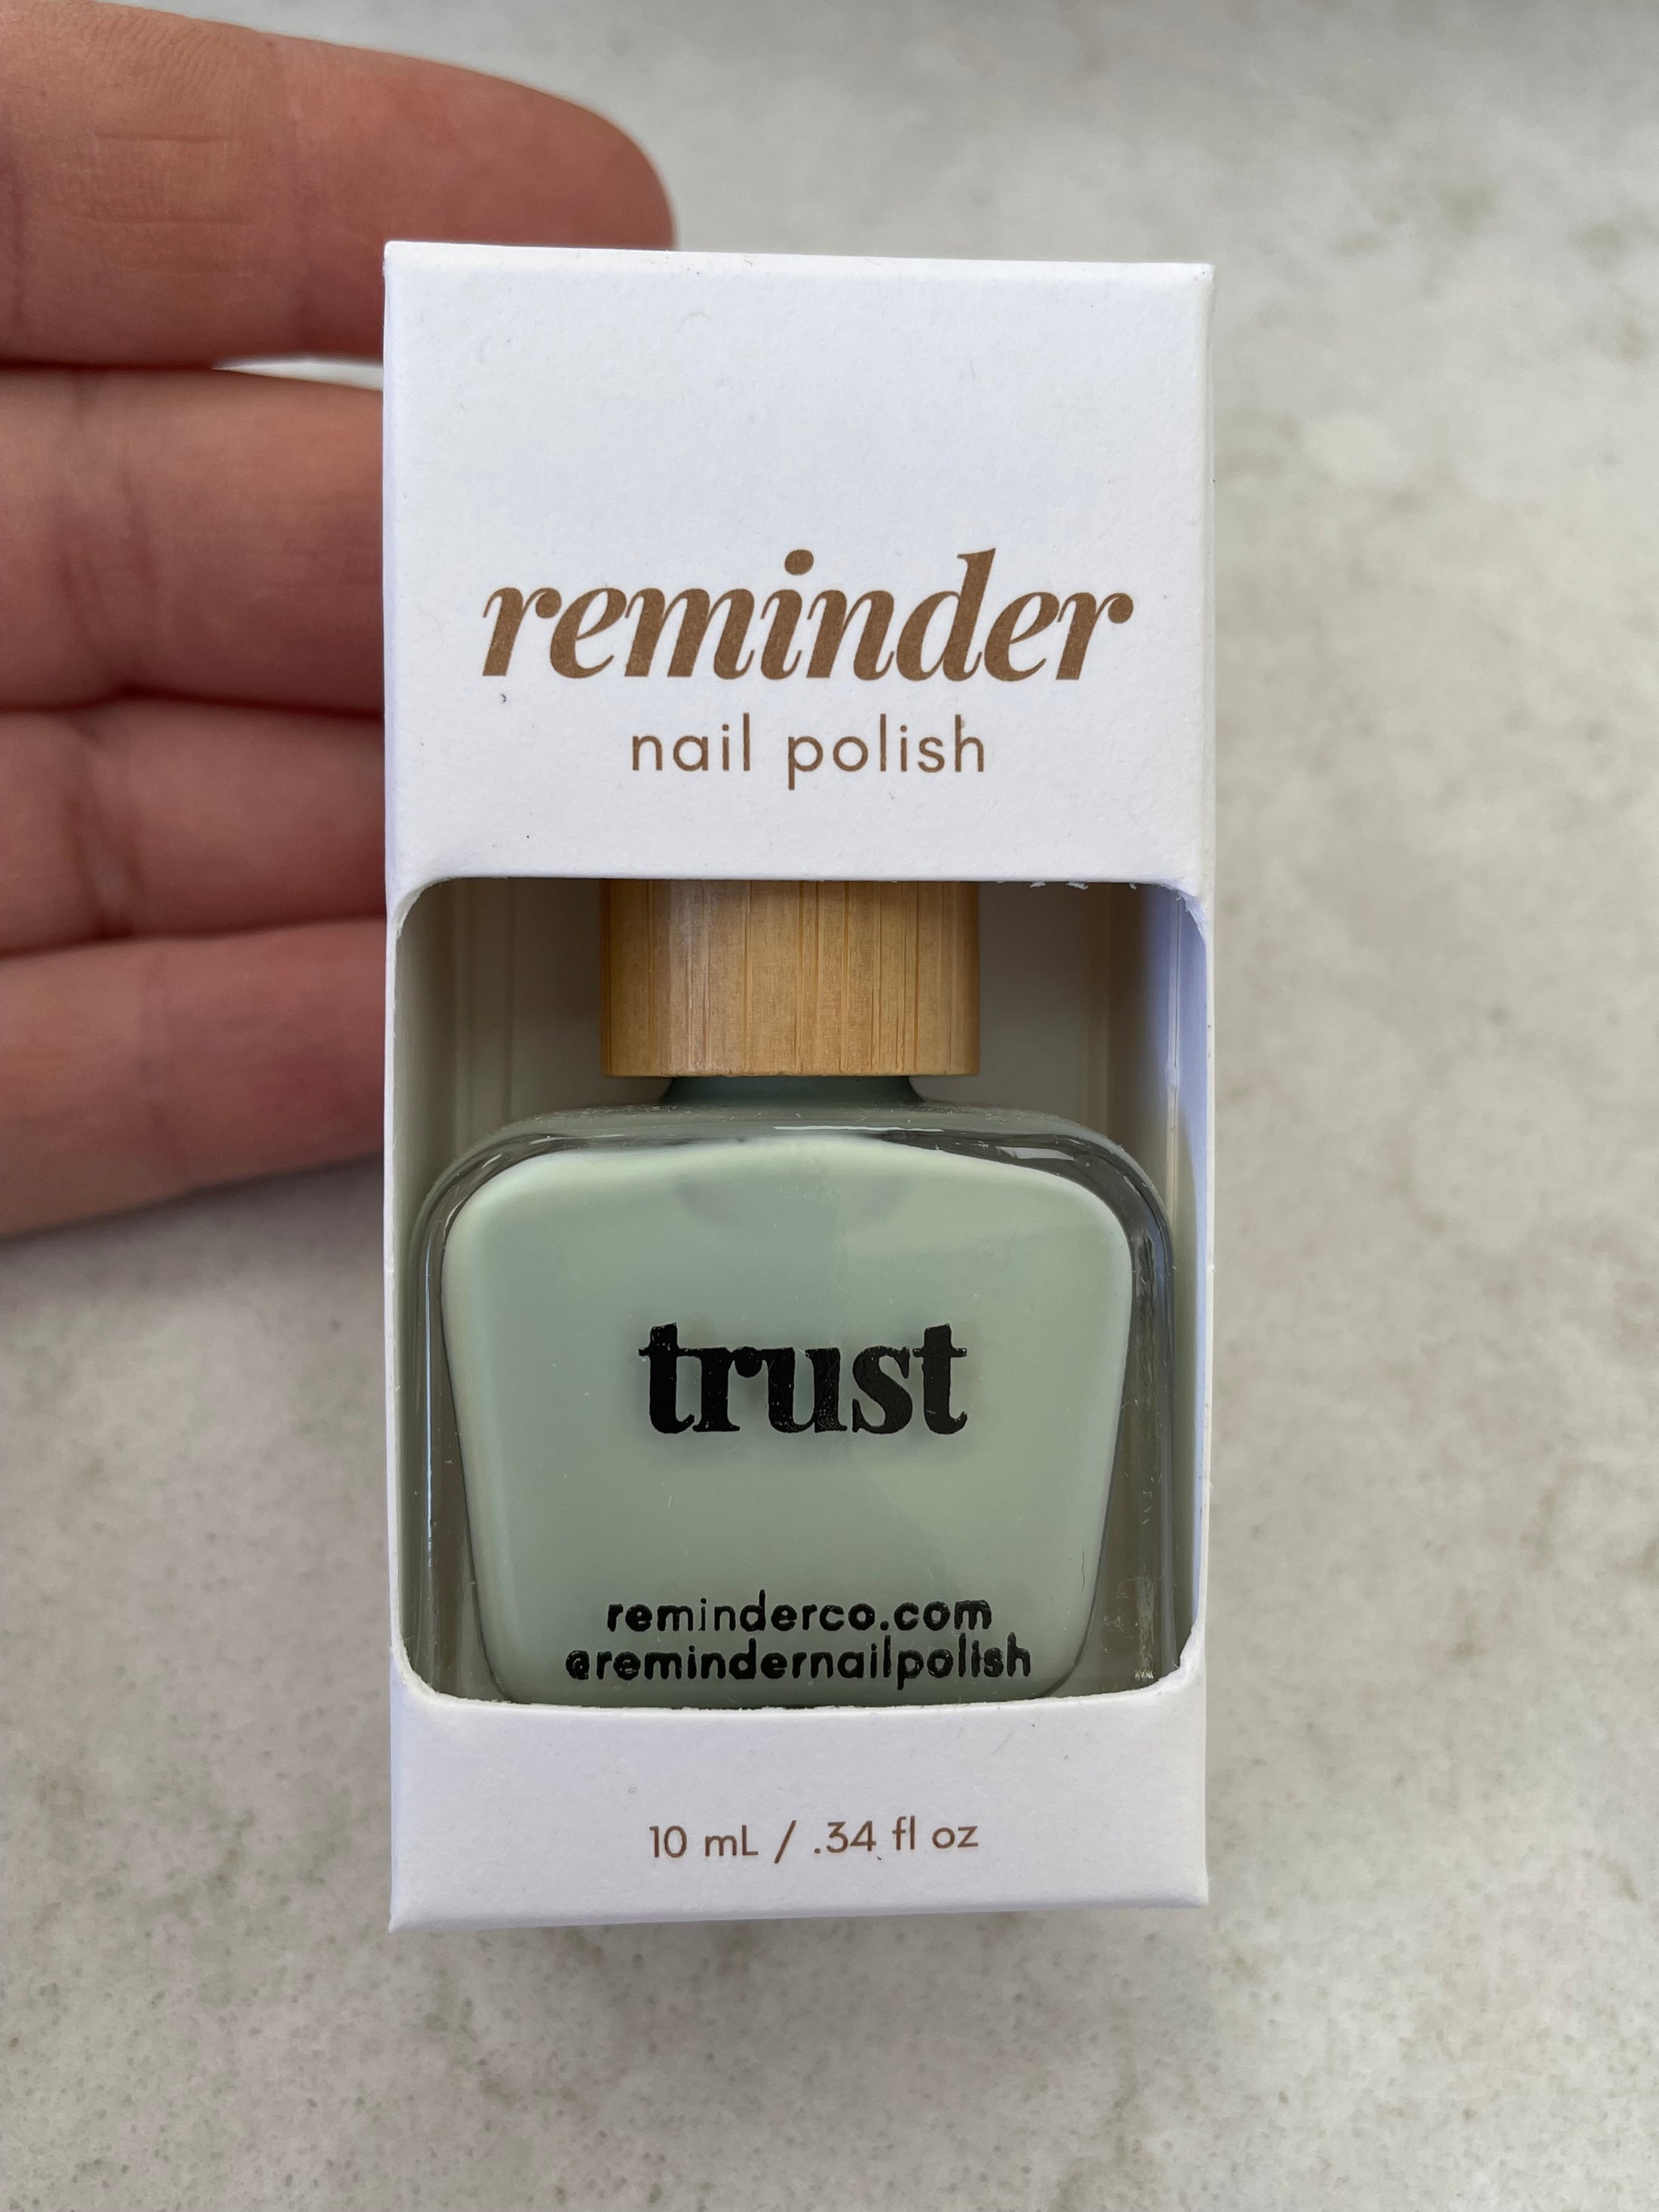 reminder
nail polish
trust
reminderco.com
@remindernailpolish
10 mL / .34 fl oz